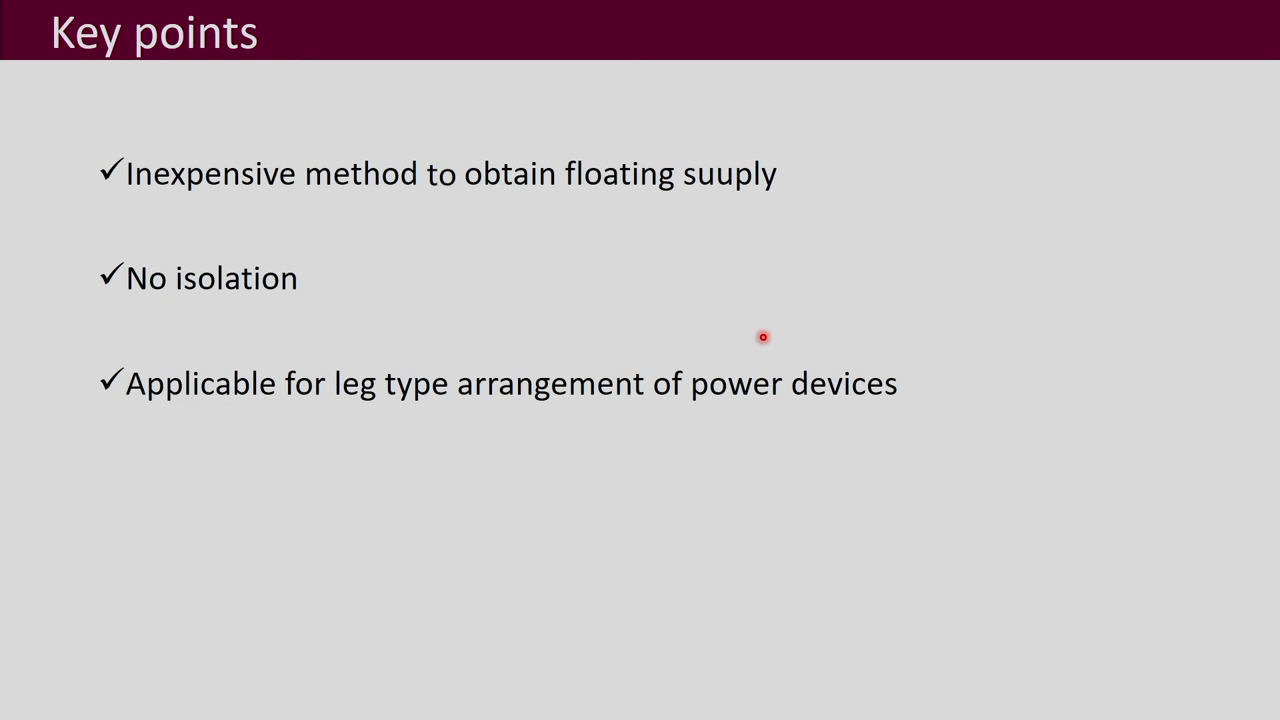 Key points
✓Inexpensive method to obtain floating suuply
✓No isolation
✓Applicable for leg type arrangement of power devices